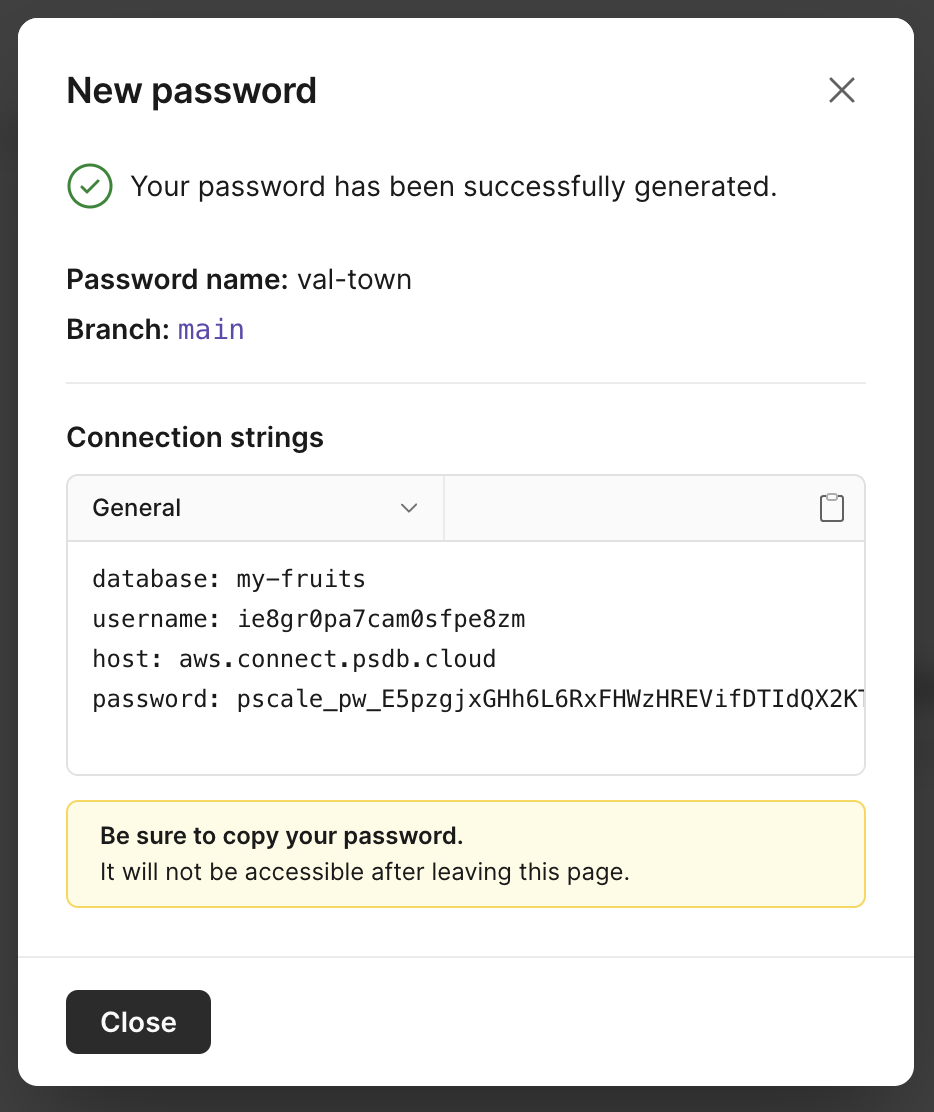 New password
Your password has been successfully generated.
Password name: val-town
Branch: main
Connection strings
General
database: my-fruits
username: ie8gr0pa7cam0sfpe8zm
host: aws.connect.psdb.cloud
password: pscale_pw_E5pzgjxGHh6L6RxFHWzHREVifDTIdQX2KT
Be sure to copy your password.
It will not be accessible after leaving this page.
Close